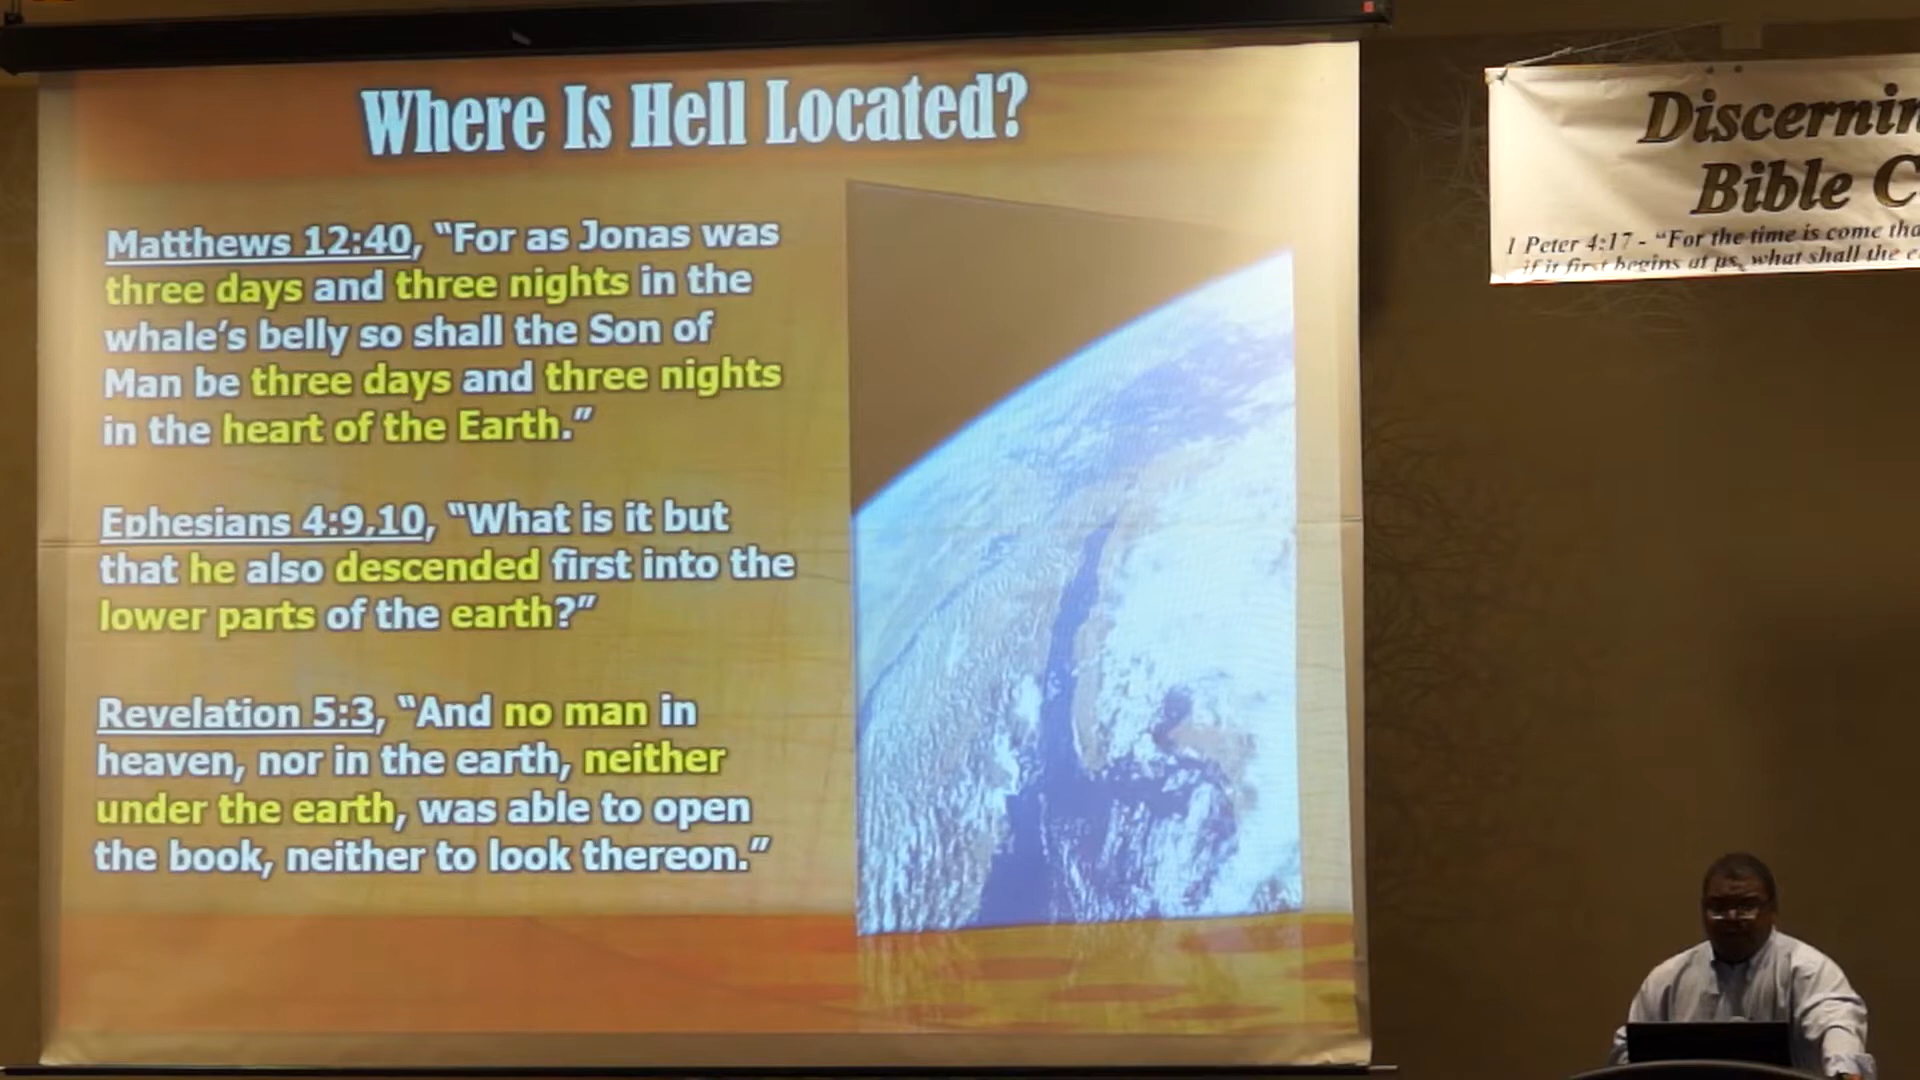 Where Is Hell Located?
Matthews 12:40, “For as Jonas was
three days and three nights in the
whale’s belly so shall the Son of
Man be three days and three nights
in the heart of the Earth.”
Ephesians 4:9,10, “What is it but
that he also descended first into the
lower parts of the earth?”
Revelation 5:3, “And no man in
heaven, nor in the earth, neither
under the earth, was able to open
the book, neither to look thereon.”
Discernin
Bible C
1 Peter 4:17 - “For the time is come tha
if it first begins at us, what shall the e